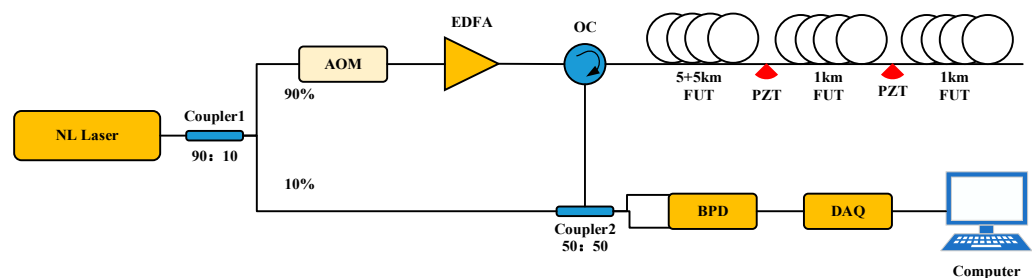 EDFA
OC
AOM
90%
5+5km
FUT
PZT
1km
FUT
PZT
1km
FUT
Coupler1
NL Laser
90：10
10%
Coupler2
50：50
BPD
DAQ
Computer